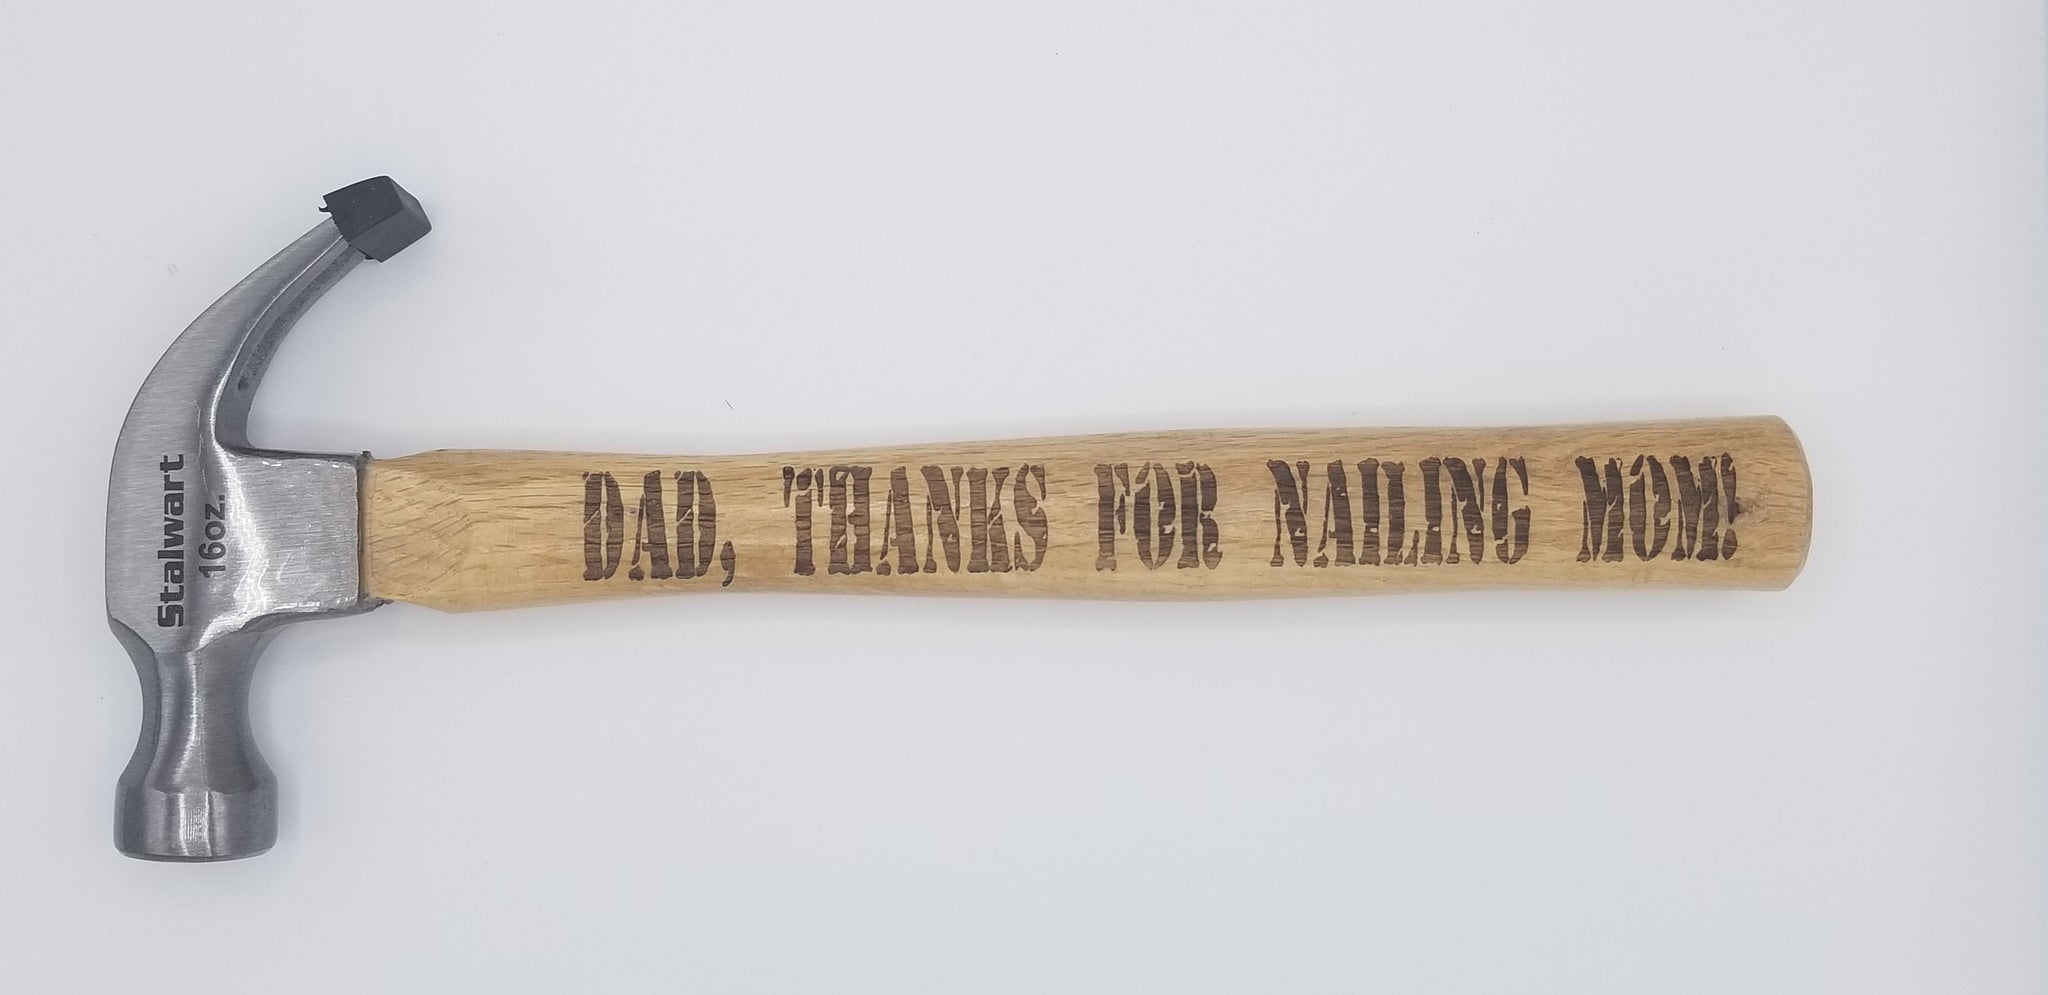 Stalwart
16oz.
DAD, THANKS FOR NAILING MOM!